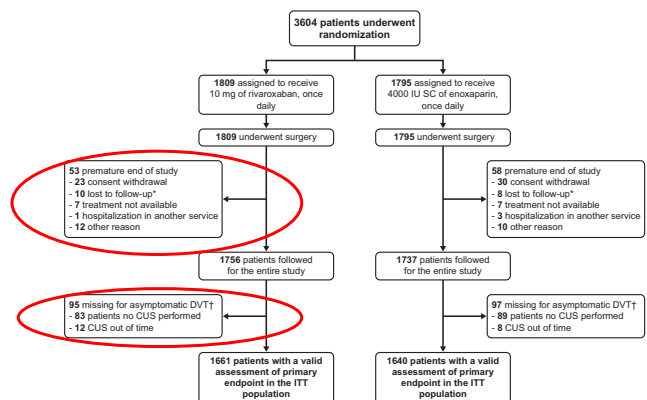 3604 patients underwent
randomization
1809 assigned to receive
10 mg of rivaroxaban, once
daily
1795 assigned to receive
4000 IU SC of enoxaparin,
once daily
1809 underwent surgery
1795 underwent surgery
53 premature end of study
- 23 consent withdrawal
- 10 lost to follow-up*
- 7 treatment not available
- 1 hospitalization in another service
- 12 other reason
58 premature end of study
- 30 consent withdrawal
- 8 lost to follow-up*
- 7 treatment not available
- 3 hospitalization in another service
- 10 other reason
1756 patients followed
for the entire study
1737 patients followed
for the entire study
95 missing for asymptomatic DVT†
- 83 patients no CUS performed
- 12 CUS out of time
97 missing for asymptomatic DVT†
- 89 patients no CUS performed
- 8 CUS out of time
1661 patients with a valid
assessment of primary
endpoint in the ITT
population
1640 patients with a valid
assessment of primary
endpoint in the ITT
population